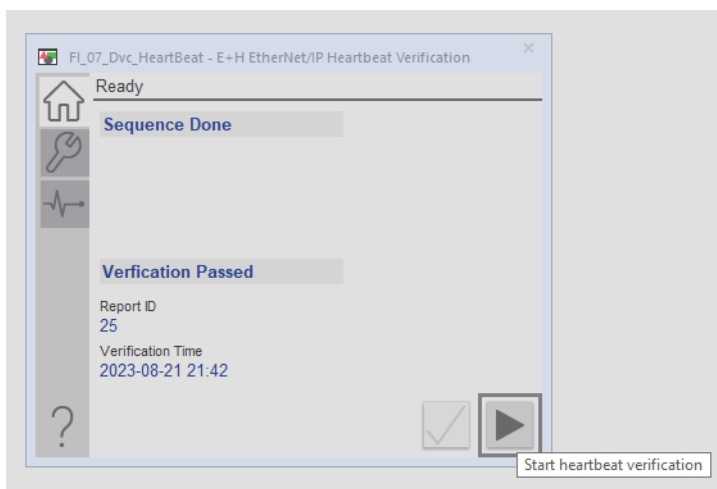 FI_07_Dvc_HeartBeat - E+H EtherNet/IP Heartbeat Verification
Ready
Sequence Done
Verfication Passed
Report ID
25
Verification Time
2023-08-21 21:42
?
Start heartbeat verification